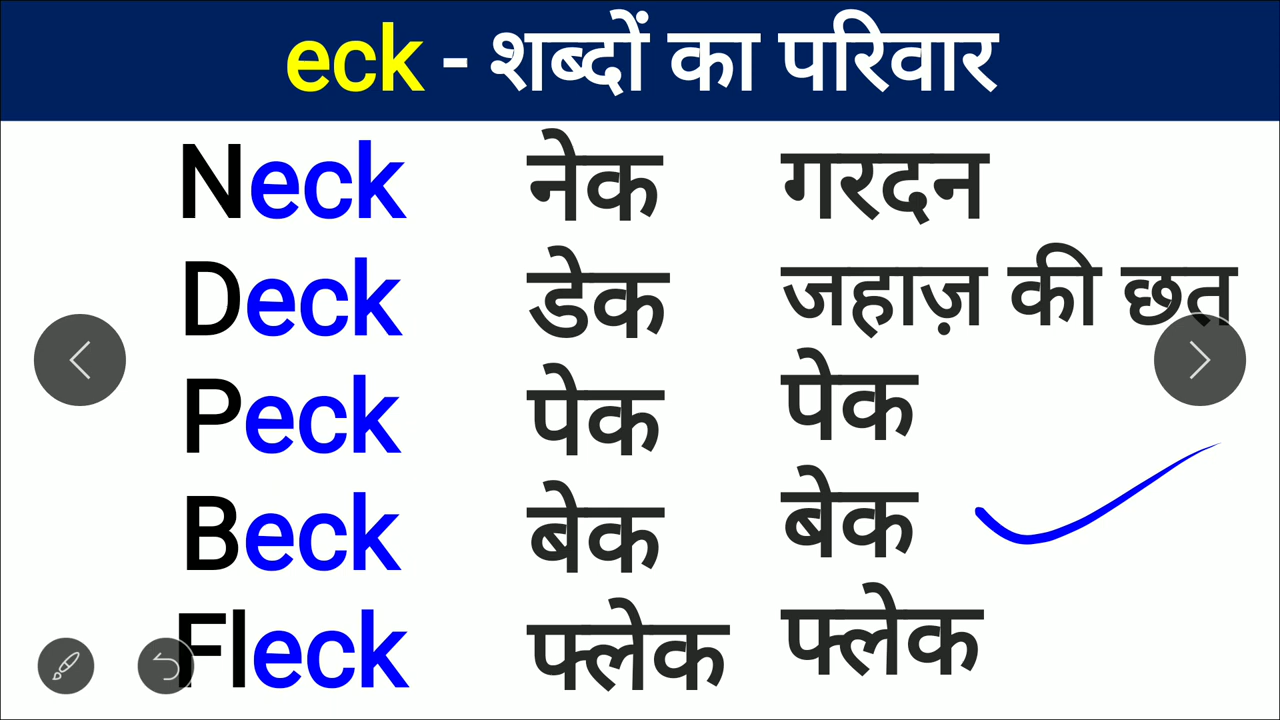 eck - शब्दों का परिवार
Neck नेक गरदन
Deck डेक जहाज़ की छत
Peck पेक पेक
Beck बेक बेक
Fleck फ्लेक फ्लेक